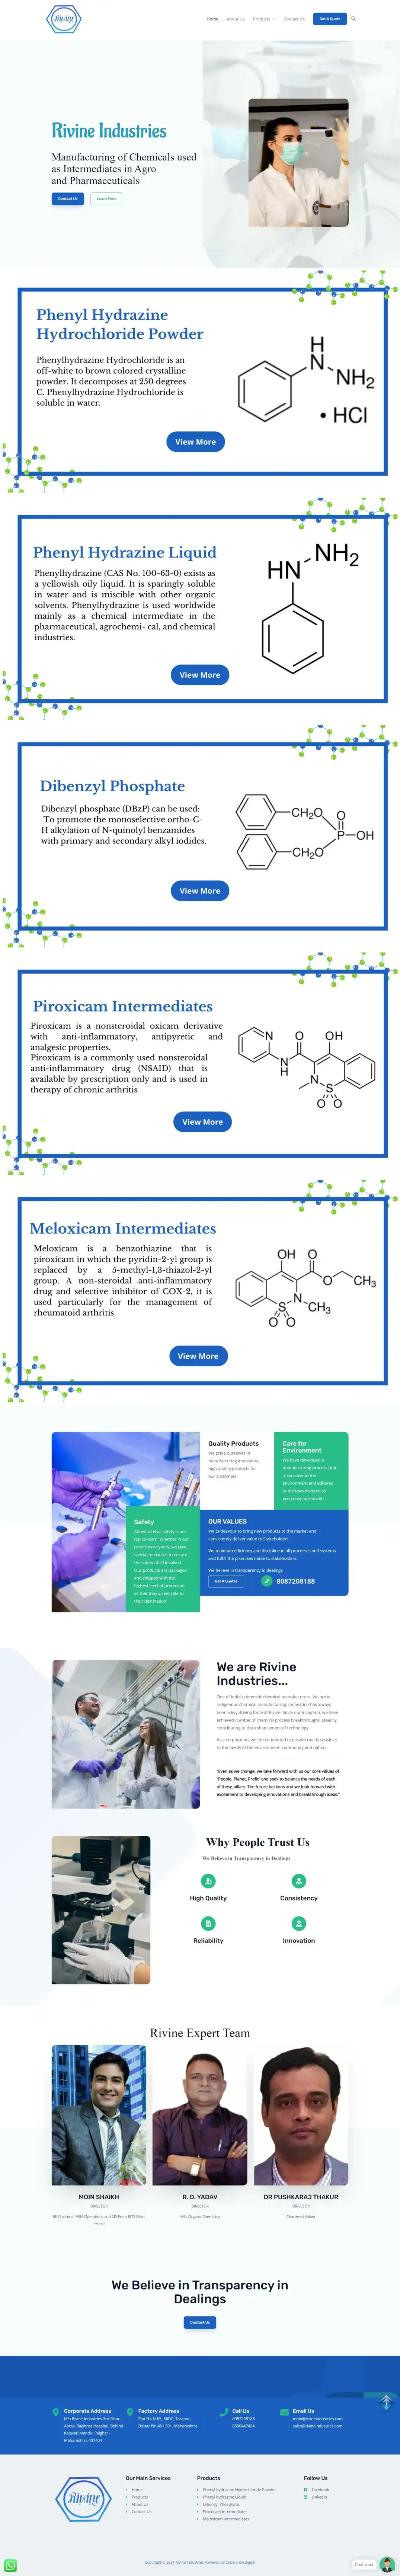 Rivine
Home
About Us
Products
Contact Us
Get A Quote
Rivine Industries
Manufacturing of Chemicals used
as Intermediates in Agro
and Pharmaceuticals
Contact Us
Learn More
Phenyl Hydrazine
Hydrochloride Powder
Phenylhydrazine Hydrochloride is an
off-white to brown colored crystalline
powder. It decomposes at 250 degrees
C. Phenylhydrazine Hydrochloride is
soluble in water.
H
N
NH2
• HCl
View More
Phenyl Hydrazine Liquid
Phenylhydrazine (CAS No. 100-63-0) exists as
a yellowish oily liquid. It is sparingly soluble
in water and is miscible with other organic
solvents. Phenylhydrazine is used worldwide
mainly as a chemical intermediate in the
pharmaceutical, agrochemi- cal, and chemical
industries.
NH2
HN
View More
Dibenzyl Phosphate
Dibenzyl phosphate (DBzP) can be used:
To promote the monoselective ortho-C-
H alkylation of N-quinolyl benzamides
with primary and secondary alkyl iodides.
CH2O
O
P-OH
CH2O
View More
Piroxicam Intermediates
Piroxicam is a nonsteroidal oxicam derivative
with anti-inflammatory, antipyretic and
analgesic properties.
Piroxicam is a commonly used nonsteroidal
anti-inflammatory drug (NSAID) that is
available by prescription only and is used in
therapy of chronic arthritis
N
O
OH
N
H
N
S
O O
View More
Meloxicam Intermediates
Meloxicam is a benzothiazine that is
piroxicam in which the pyridin-2-yl group is
replaced by a 5-methyl-1,3-thiazol-2-yl
group. A non-steroidal anti-inflammatory
drug and selective inhibitor of COX-2, it is
used particularly for the management of
rheumatoid arthritis
OH
O
O
CH3
N
CH3
S
O O
View More
Quality Products
We pride ourselves in
manufacturing innovative,
high quality products for
our customers
Care for
Environment
We have developed a
manufacturing process that
is sensitive to the
environment and adheres
to the laws devised to
protecting our health
Safety
Above all else, safety is our
top concern. Whether in our
premises or yours, we take
special measures to ensure
the safety of all involved.
Our products are packages
and shipped with the
highest level of protection
so that they arrive safe to
their destination
OUR VALUES
We Endeavour to bring new products to the market and
consistently deliver value to Stakeholders
We maintain efficiency and discipline in all processes and systems
and fulfill the promises made to stakeholders.
We believe in transparency in dealings
Get A Quotes
8087208188
We are Rivine
Industries...
One of India's domestic chemical manufacturers. We are in
indigenous chemical manufacturing. Innovation has always
been a key driving force at Rivine. Since our inception, we have
achieved number of chemical process breakthroughs, steadily
contributing to the enhancement of technology.
As a corporation, we are committed to growth that is sensitive
to the needs of the environment, community and nation.
"Even as we change, we take forward with us our core values of
"People, Planet, Profit" and seek to balance the needs of each
of these pillars. The future beckons and we look forward with
excitement to developing innovations and breakthrough ideas."
Why People Trust Us
We Believe in Transparency in Dealings
High Quality
Consistency
Reliability
Innovation
Rivine Expert Team
MOIN SHAIKH
DIRECTOR
R. D. YADAV
DIRECTOR
MSc Organic Chemistry
DR PUSHKARAJ THAKUR
DIRECTOR
Chartered Valuer
We Believe in Transparency in
Dealings
Contact Us
Corporate Address
M/s Rivine Industries 3rd Floor,
Above Rajshree Hospital, Behind
Kalavati Mandir, Palghar -
Maharashtra 401404
Factory Address
Plot No N-65, MIDC, Tarapur,
Boisar Pin 401 501, Maharashtra
Call Us
8087208188
Email Us
moin@rivineindustries.com
sales@rivineindustries.com
Rivine
Our Main Services
Home
Products
About Us
Contact Us
Products
Phenyl hydrazine Hydrochloride Powder
Phenyl hydrazine Liquid
Dibenzyl Phosphate
Piroxicam Intermediates
Meloxicam Intermediates
Follow Us
Facebook
Linkedin
Chat now
Copyright © 2021 Rivine Industries Powered by